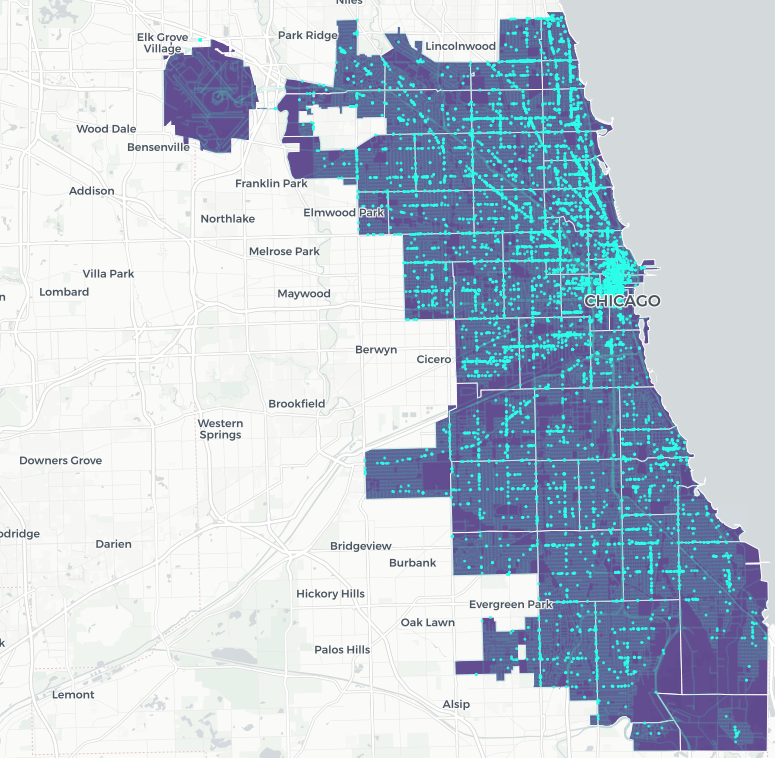 Niles
Elk Grove
Village
Park Ridge
Lincolnwood
Wood Dale
Bensenville
Addison
Franklin Park
Northlake
Elmwood Park
Melrose Park
Villa Park
Lombard
Maywood
CHICAGO
Berwyn
Cicero
Brookfield
Western
Springs
Downers Grove
odridge
Darien
Bridgeview
Burbank
Hickory Hills
Evergreen Park
Oak Lawn
Palos Hills
Lemont
Alsip